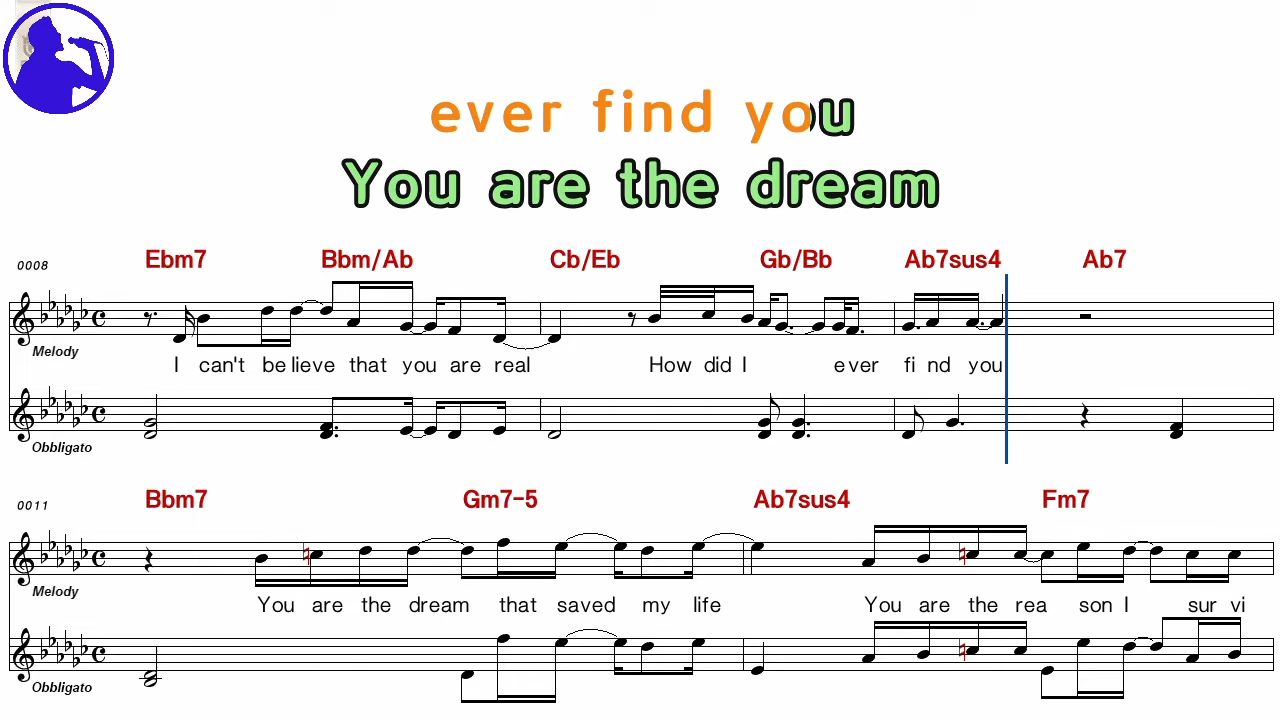 ever find you
You are the dream
0008 Ebm7 Bbm/Ab Cb/Eb Gb/Bb Ab7sus4 Ab7
Melody
I can't be lieve that you are real How did I ever fi nd you
Obbligato
0011 Bbm7 Gm7-5 Ab7sus4 Fm7
Melody
You are the dream that saved my life You are the rea son I sur vi
Obbligato